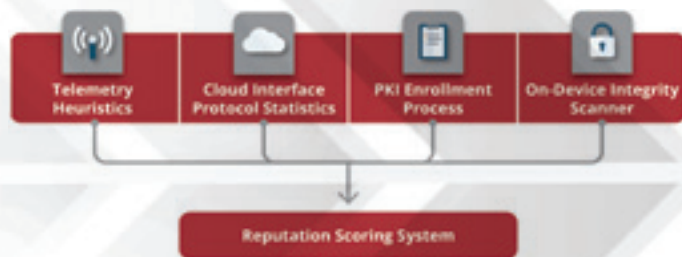 Telemetry
Heuristics
Cloud Interface
Protocol Statistics
PKI Enrollment
Process
On-Device Integrity
Scanner
Reputation Scoring System